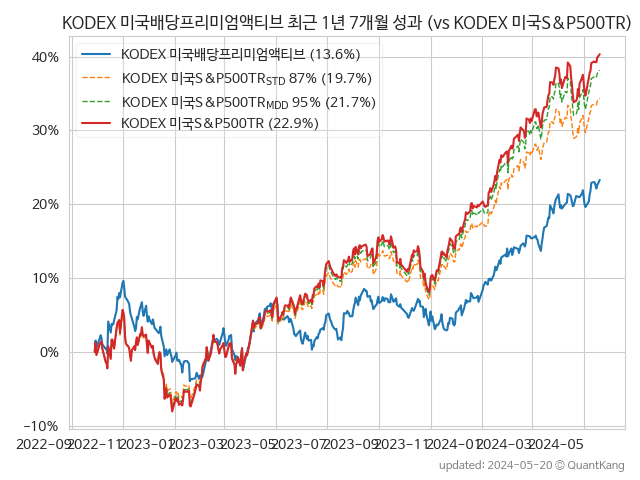 KODEX 미국배당프리미엄액티브 최근 1년 7개월 성과 (vs KODEX 미국S&P500TR)
KODEX 미국배당프리미엄액티브 (13.6%)
KODEX 미국S&P500TR_STD 87% (19.7%)
KODEX 미국S&P500TR_MDD 95% (21.7%)
KODEX 미국S&P500TR (22.9%)
40%
30%
20%
10%
0%
−10%
2022-09 2022-11 2023-01 2023-03 2023-05 2023-07 2023-09 2023-11 2024-01 2024-03 2024-05
updated: 2024-05-20 @ QuantKang